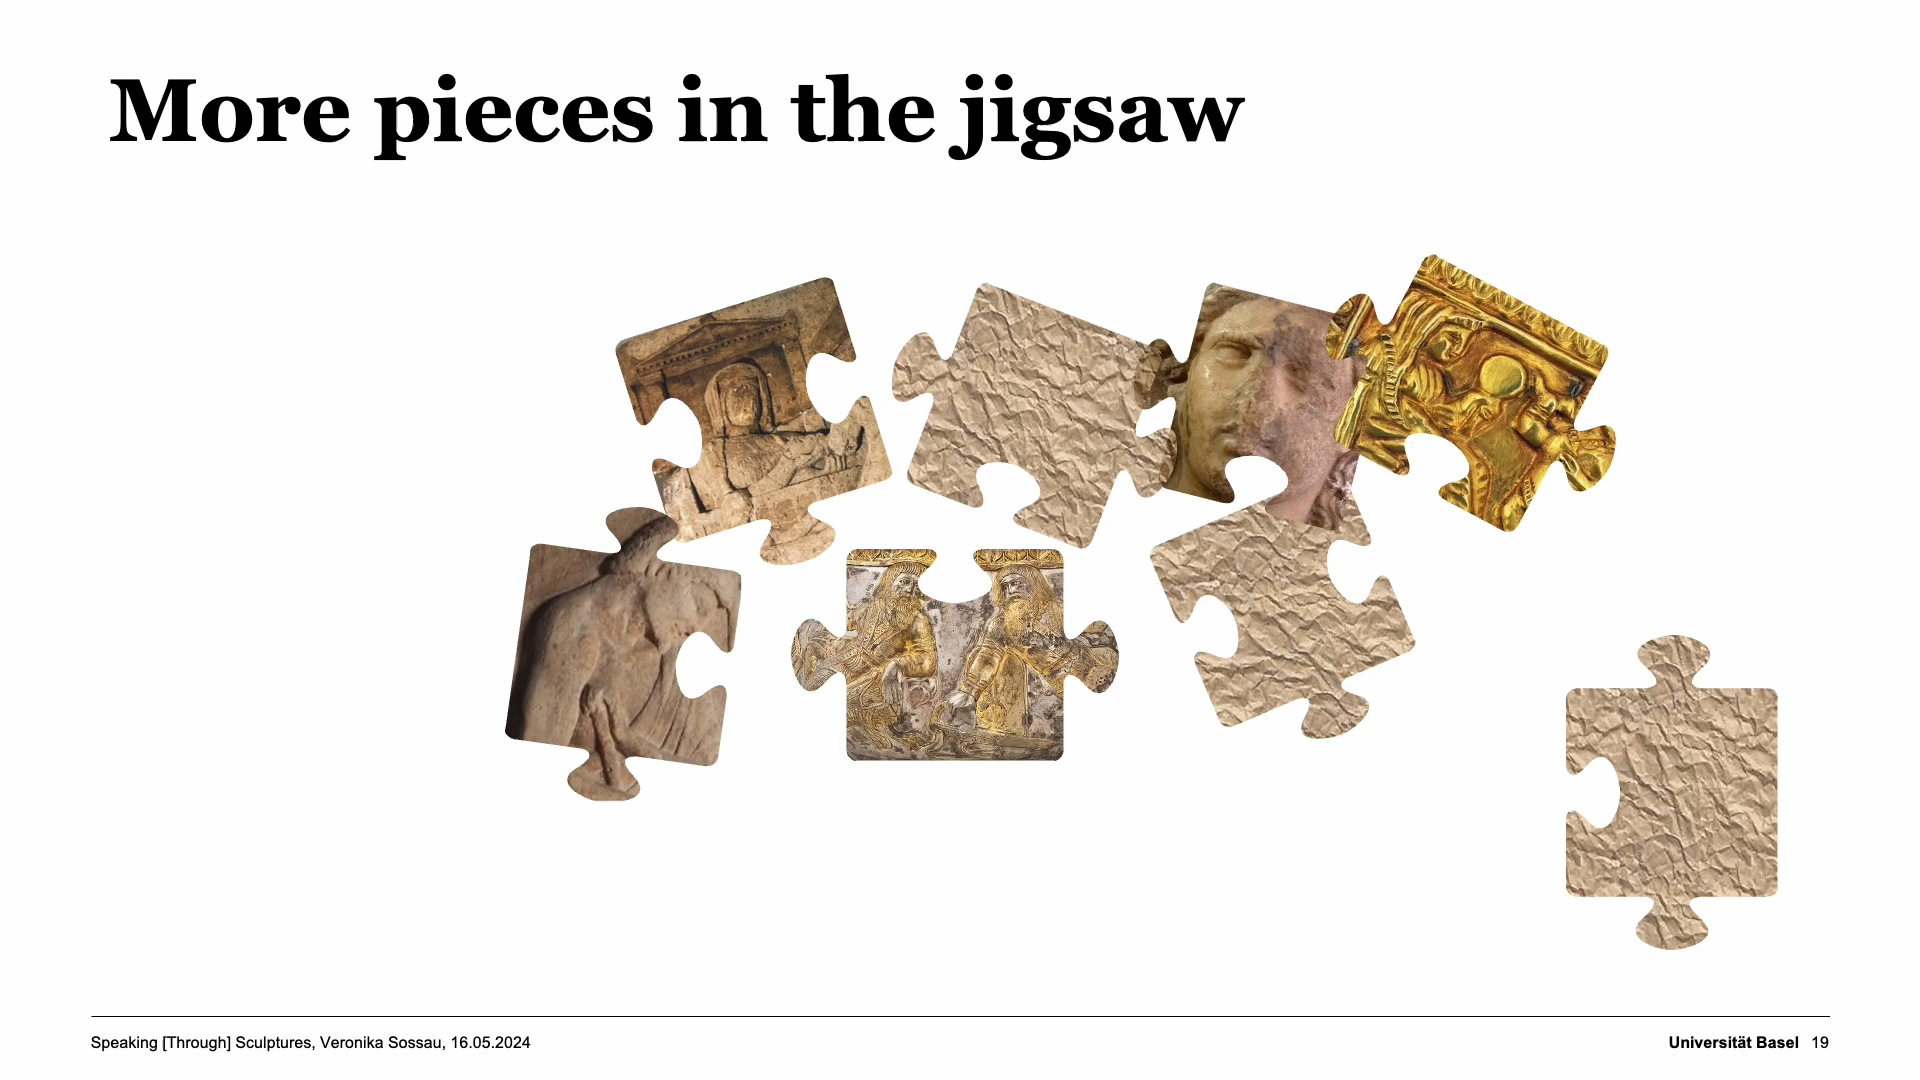 More pieces in the jigsaw
Speaking [Through] Sculptures, Veronika Sossau, 16.05.2024
Universität Basel 19